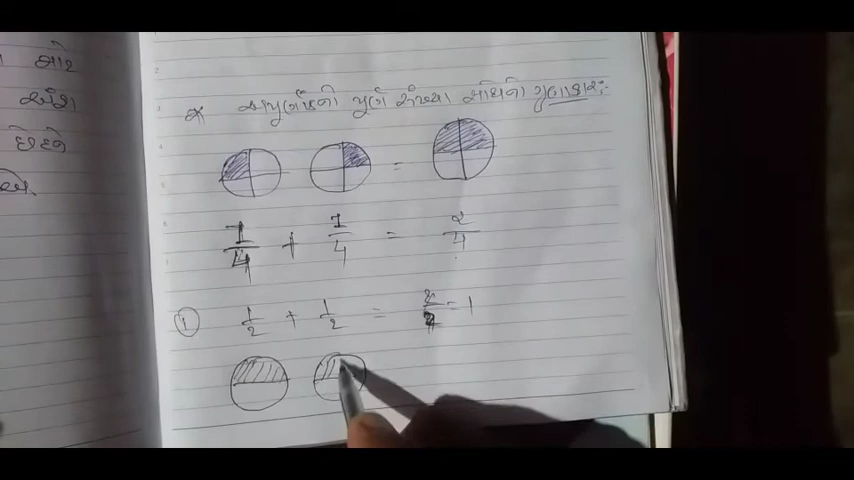 અપુર્ણાંકની પુર્ણ સંખ્યા સાથેનો ગુણાકાર:
=
1/4 + 1/4 = 2/4
① 1/2 + 1/2 = 2/2 = 1